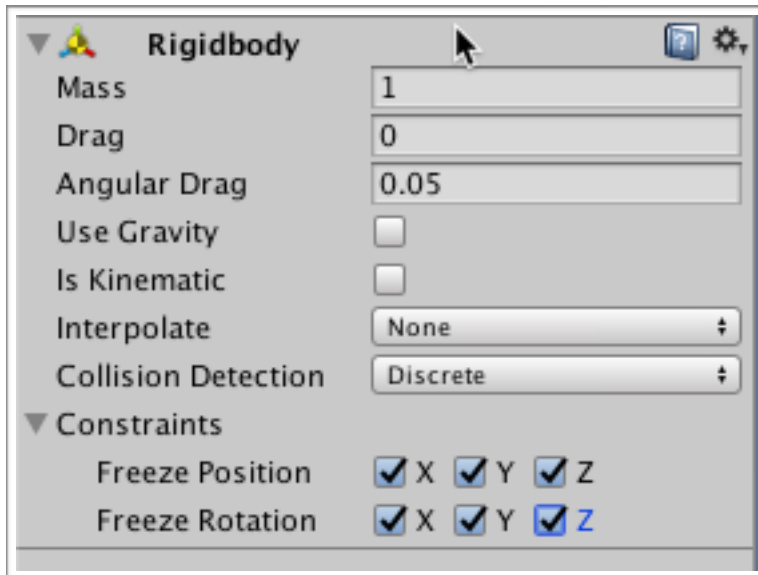 Rigidbody ?
Mass 1
Drag 0
Angular Drag 0.05
Use Gravity
Is Kinematic
Interpolate None
Collision Detection Discrete
Constraints
Freeze Position X Y Z
Freeze Rotation X Y Z